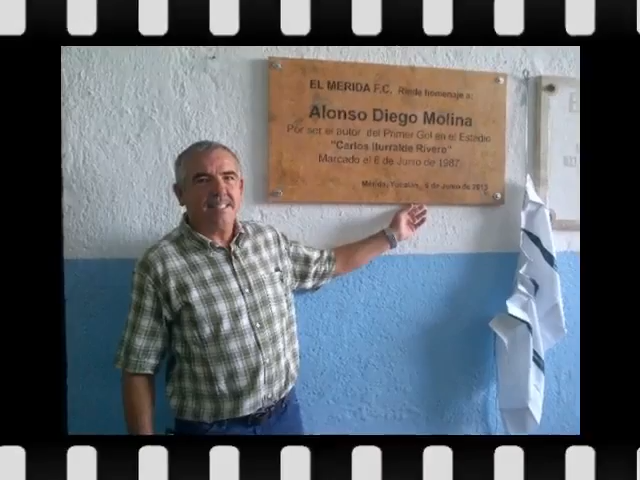 EL MERIDA F.C. Rinde homenaje a:
Alonso Diego Molina
Por ser el autor del Primer Gol en el Estadio
"Carlos Iturralde Rivero"
Marcado el 6 de Junio de 1987
Mérida, Yucatán, 6 de Junio de 2013